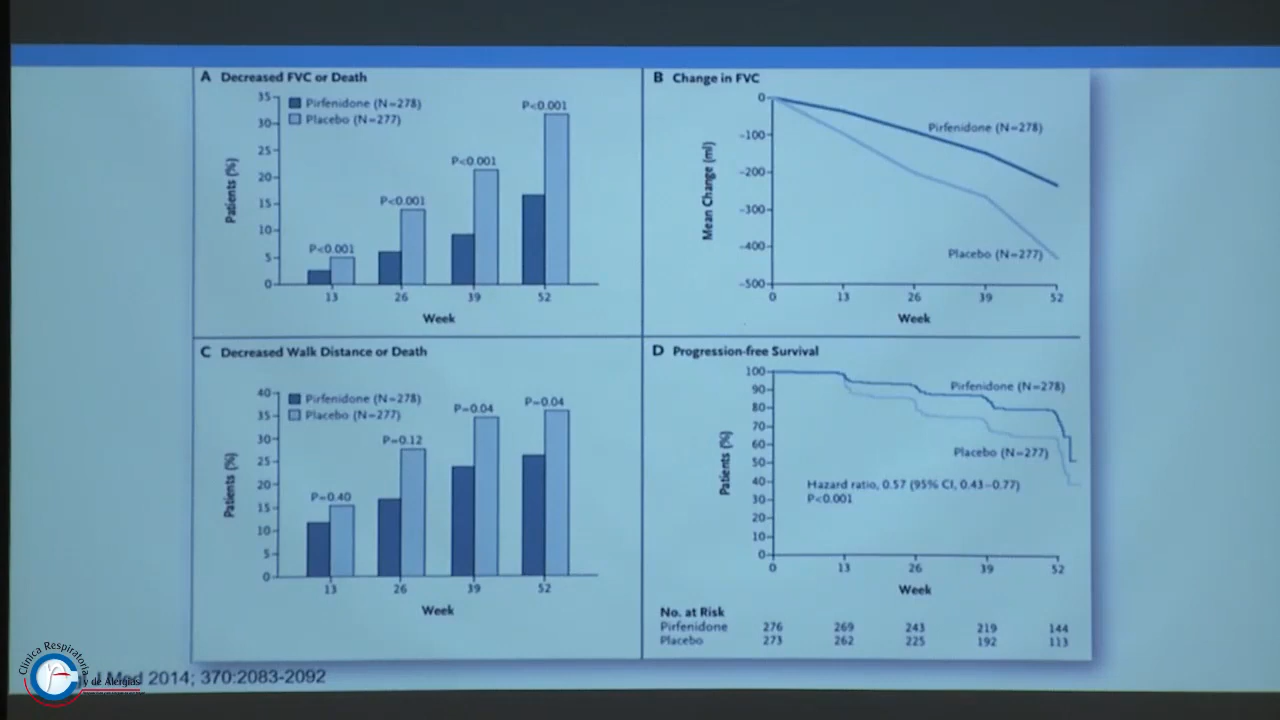 A Decreased FVC or Death
35
30
25
20
15
10
5
0
Patients (%)
Pirfenidone (N=278)
Placebo (N=277)
P<0.001
P<0.001
P<0.001
P<0.001
13 26 39 52
Week
B Change in FVC
0
-100
-200
-300
-400
-500
Mean Change (ml)
Pirfenidone (N=278)
Placebo (N=277)
0 13 26 39 52
Week
C Decreased Walk Distance or Death
40
35
30
25
20
15
10
5
0
Patients (%)
Pirfenidone (N=278)
Placebo (N=277)
P=0.40
P=0.12
P=0.04
P=0.04
13 26 39 52
Week
D Progression-free Survival
100
90
80
70
60
50
40
30
20
10
0
Patients (%)
Pirfenidone (N=278)
Placebo (N=277)
Hazard ratio, 0.57 (95% CI, 0.43–0.77)
P<0.001
0 13 26 39 52
Week
No. at Risk
Pirfenidone 276 269 243 219 144
Placebo 273 262 225 192 113
Med 2014; 370:2083-2092
Clínica Respiratoria
y de Alergias